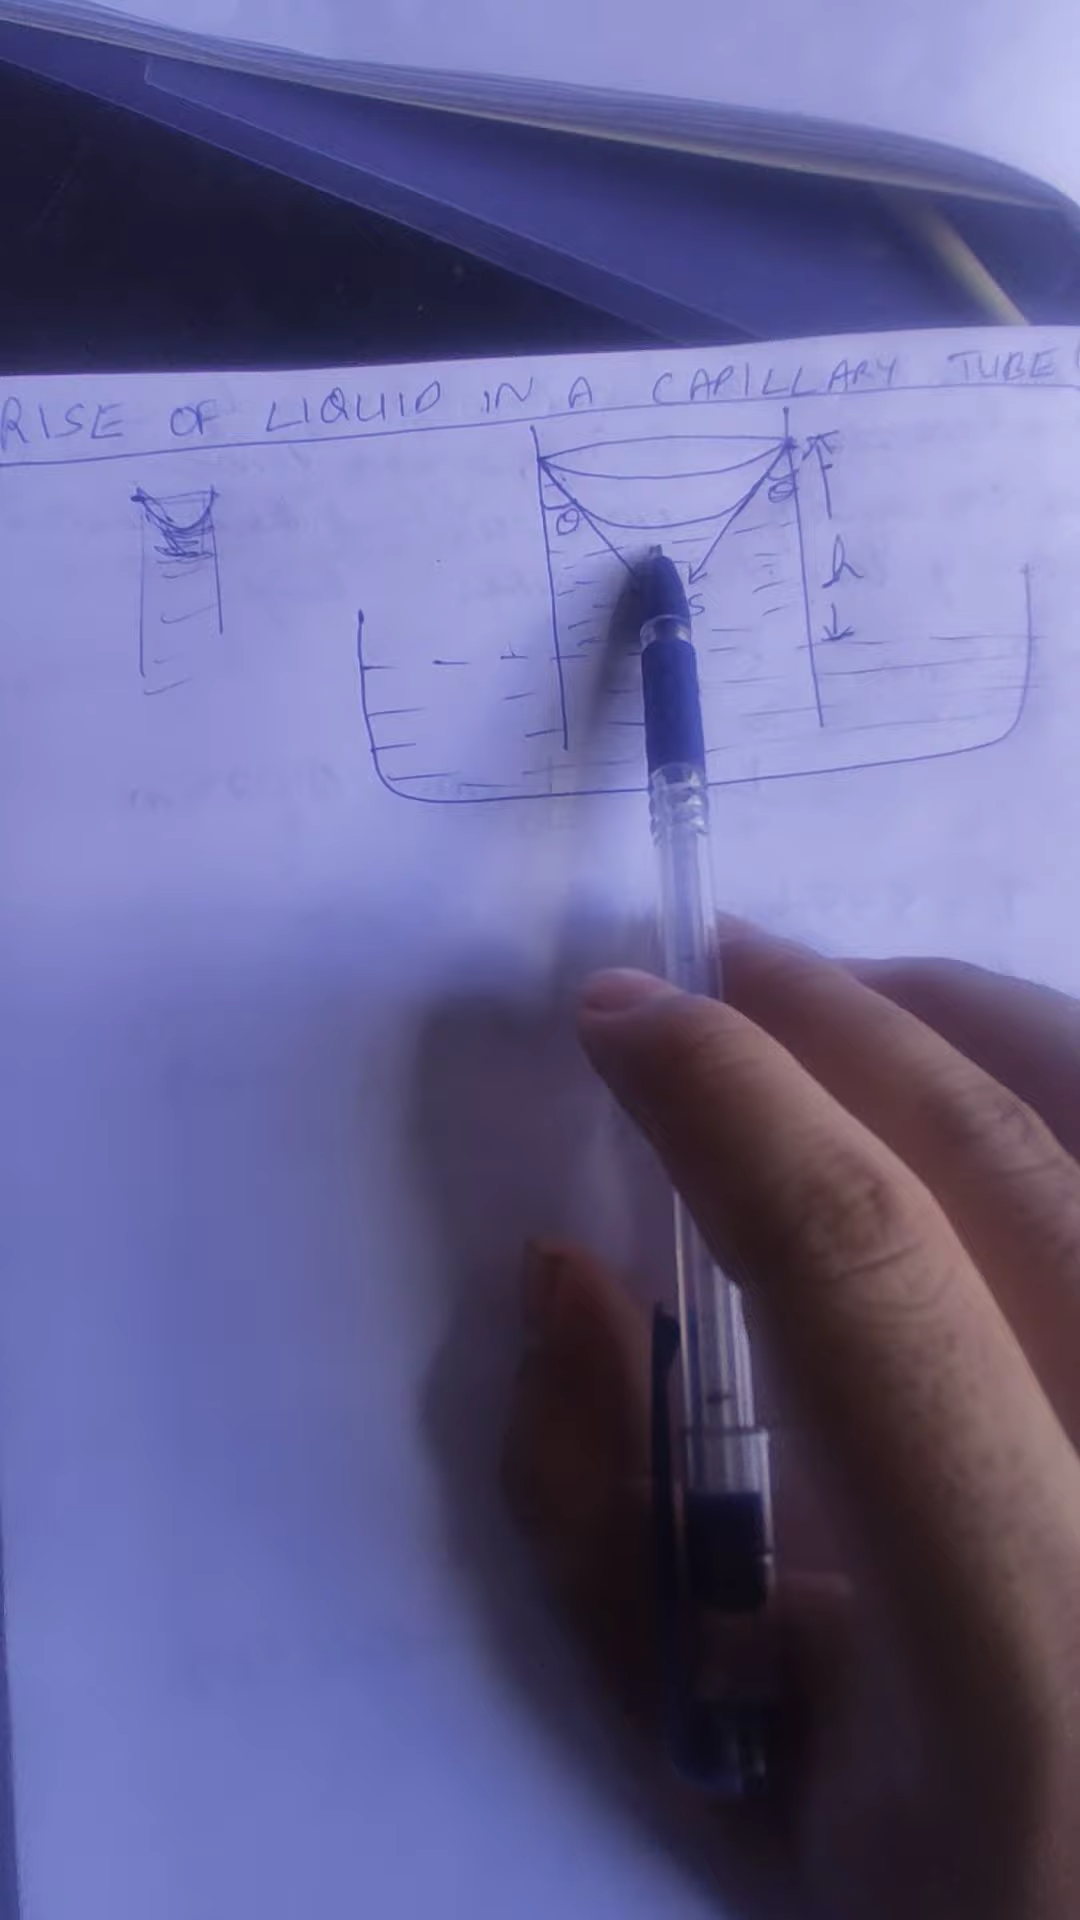 RISE OF LIQUID IN A CAPILLARY TUBE
θ θ
h
S